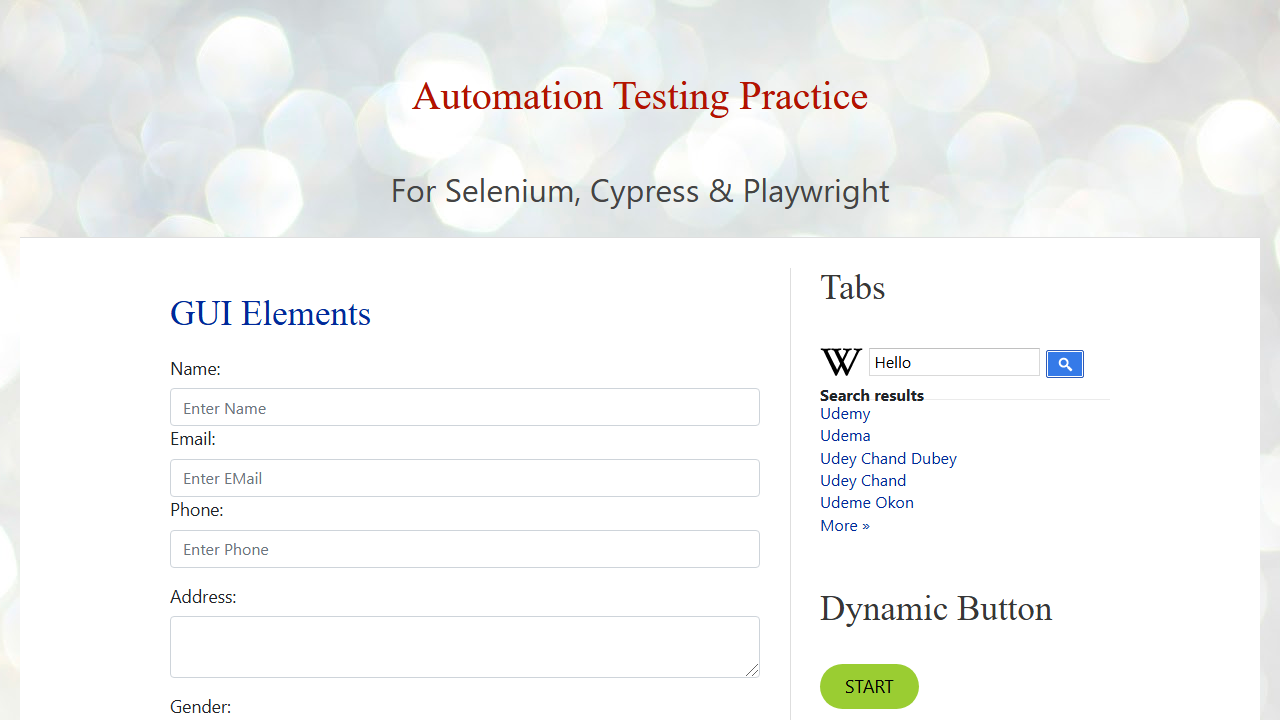 Automation Testing Practice
For Selenium, Cypress & Playwright
GUI Elements
Name:
Enter Name
Email:
Enter EMail
Phone:
Enter Phone
Address:
Gender:
Tabs
W Hello
Search results
Udemy
Udema
Udey Chand Dubey
Udey Chand
Udeme Okon
More »
Dynamic Button
START